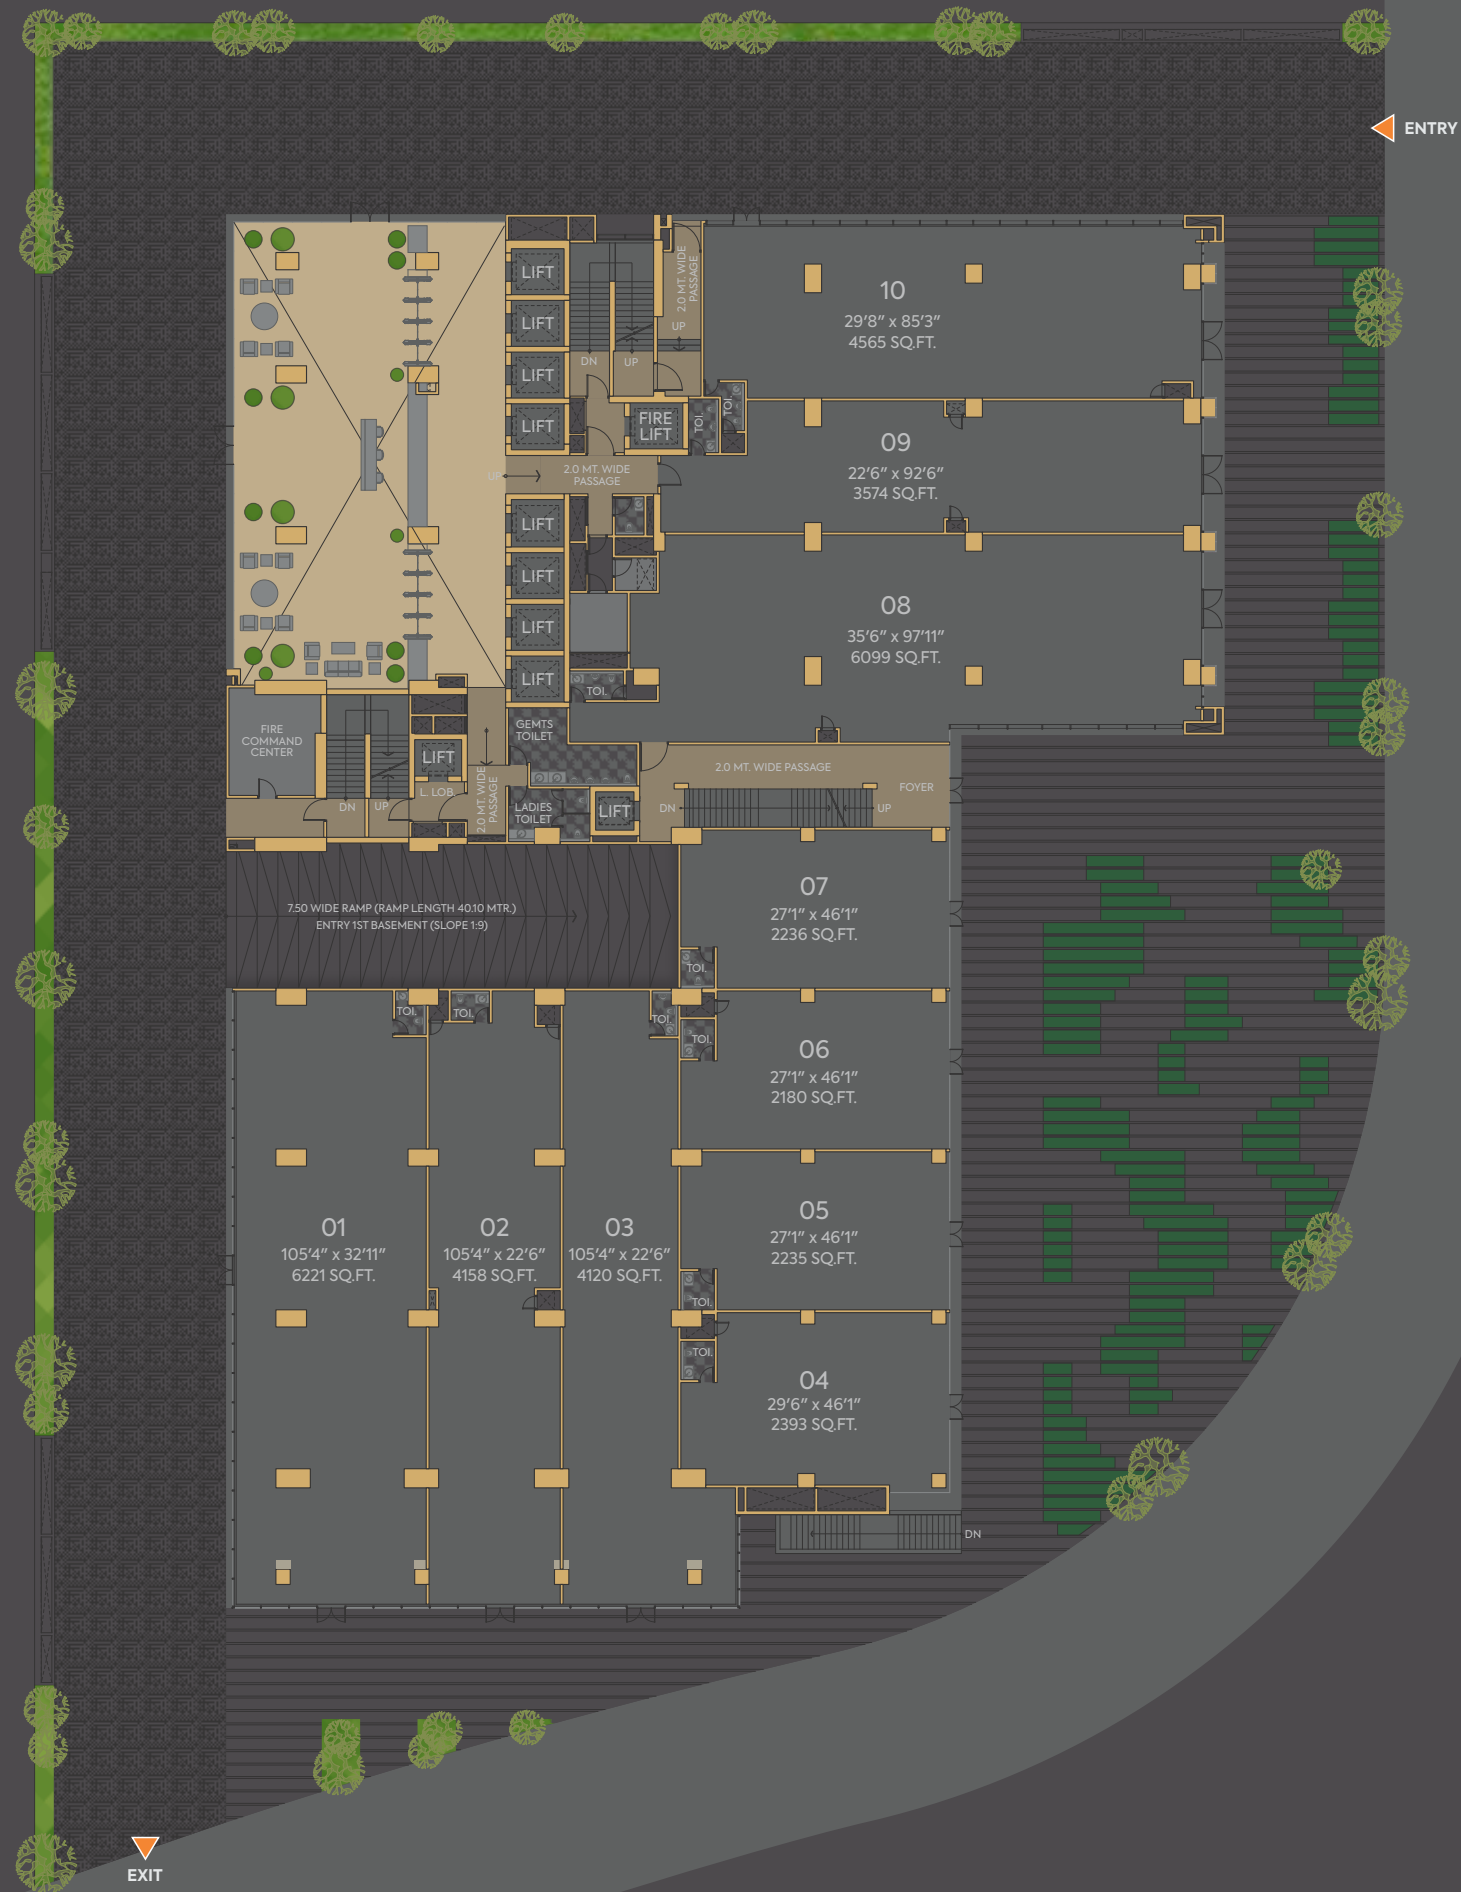 ENTRY
LIFT
LIFT
LIFT
LIFT
DN
UP
2.0 MT. WIDE
PASSAGE
UP
FIRE
LIFT
TOI.
TOI.
10
29'8" x 85'3"
4565 SQ.FT.
09
22'6" x 92'6"
3574 SQ.FT.
UP
2.0 MT. WIDE
PASSAGE
LIFT
LIFT
LIFT
LIFT
TOI.
08
35'6" x 97'11"
6099 SQ.FT.
FIRE
COMMAND
CENTER
DN
UP
LIFT
L. LOB.
2.0 MT. WIDE
PASSAGE
GEMTS
TOILET
LADIES
TOILET
LIFT
2.0 MT. WIDE PASSAGE
FOYER
DN
UP
7.50 WIDE RAMP (RAMP LENGTH 40.10 MTR.)
ENTRY 1ST BASEMENT (SLOPE 1:9)
07
27'1" x 46'1"
2236 SQ.FT.
TOI.
TOI.
TOI.
TOI.
TOI.
06
27'1" x 46'1"
2180 SQ.FT.
01
105'4" x 32'11"
6221 SQ.FT.
02
105'4" x 22'6"
4158 SQ.FT.
03
105'4" x 22'6"
4120 SQ.FT.
05
27'1" x 46'1"
2235 SQ.FT.
TOI.
TOI.
04
29'6" x 46'1"
2393 SQ.FT.
DN
EXIT